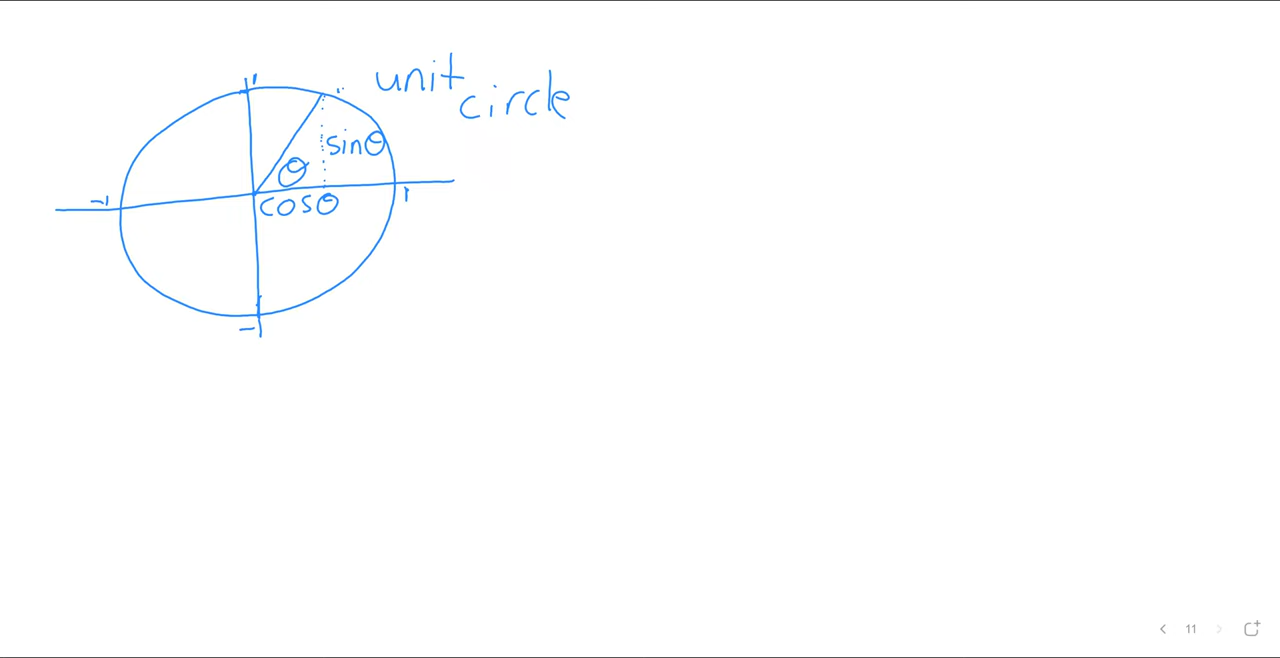 1
unit
circle
sinθ
θ
-1
1
cosθ
-1
11